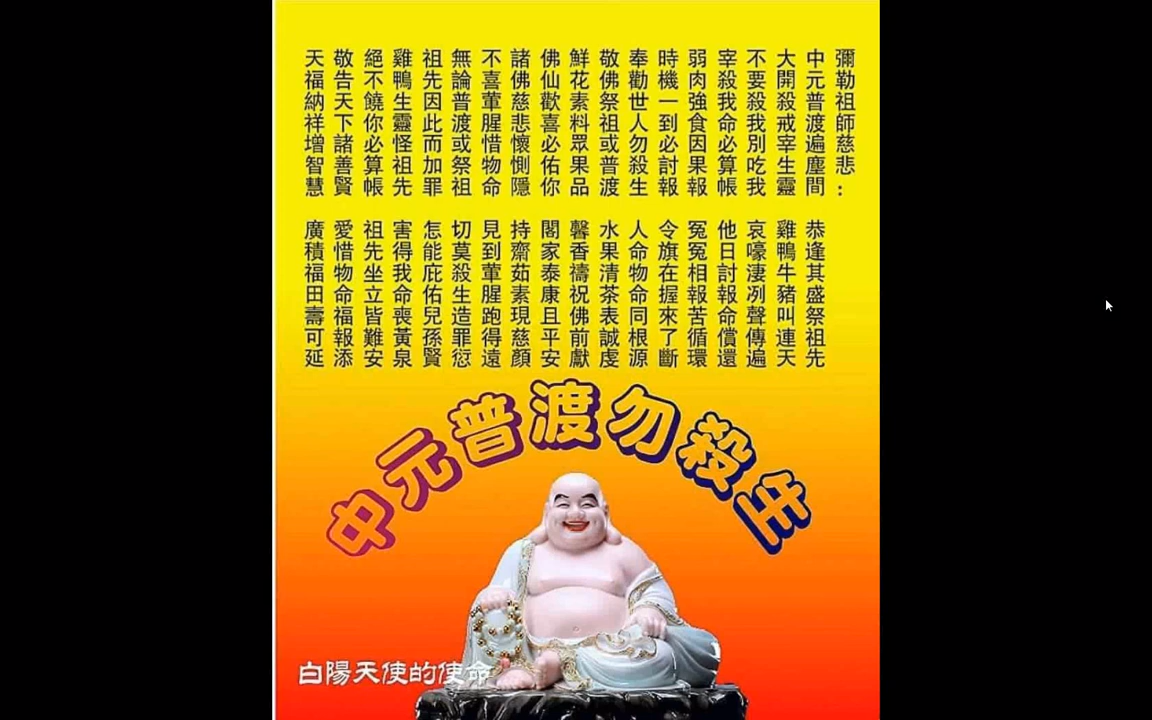 彌勒祖師慈悲：
中元普渡遍塵間　恭逢其盛祭祖先
大開殺戒宰生靈　雞鴨牛豬叫連天
不要殺我別吃我　哀嚎淒冽聲傳遍
宰殺我命必算帳　他日討報命償還
弱肉強食因果報　冤冤相報苦循環
時機一到必討報　令旗在握來了斷
奉勸世人勿殺生　人命物命同根源
敬佛祭祖或普渡　水果清茶表誠虔
鮮花素料眾果品　馨香禱祝佛前獻
佛仙歡喜必佑你　閤家泰康且平安
諸佛慈悲懷惻隱　持齋茹素現慈顏
不喜葷腥惜物命　見到葷腥跑得遠
無論普渡或祭祖　切莫殺生造罪愆
祖先因此而加罪　怎能庇佑兒孫賢
雞鴨生靈怪祖先　害得我命喪黃泉
絕不饒你必算帳　祖先坐立皆難安
敬告天下諸善賢　愛惜物命福報添
天福納祥增智慧　廣積福田壽可延
中元普渡勿殺生
白陽天使的使命